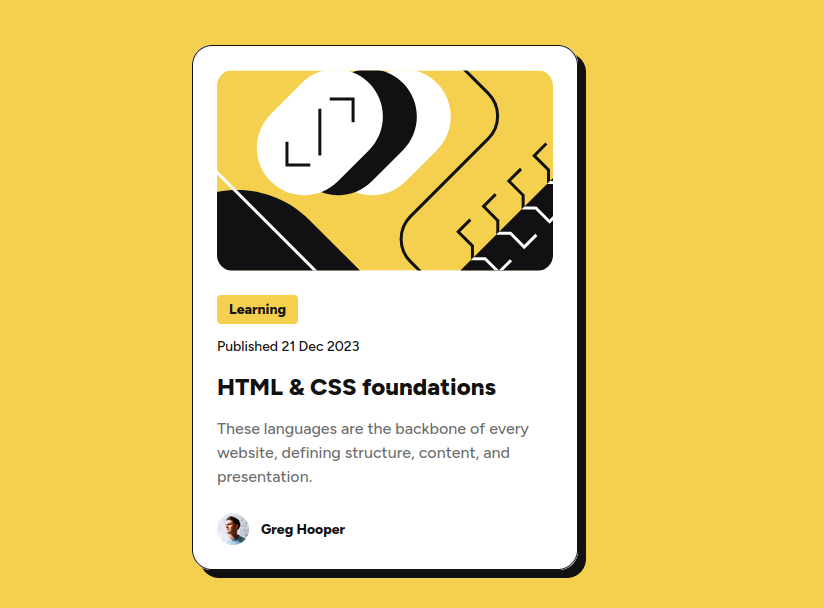 Learning
Published 21 Dec 2023
HTML & CSS foundations
These languages are the backbone of every
website, defining structure, content, and
presentation.
Greg Hooper